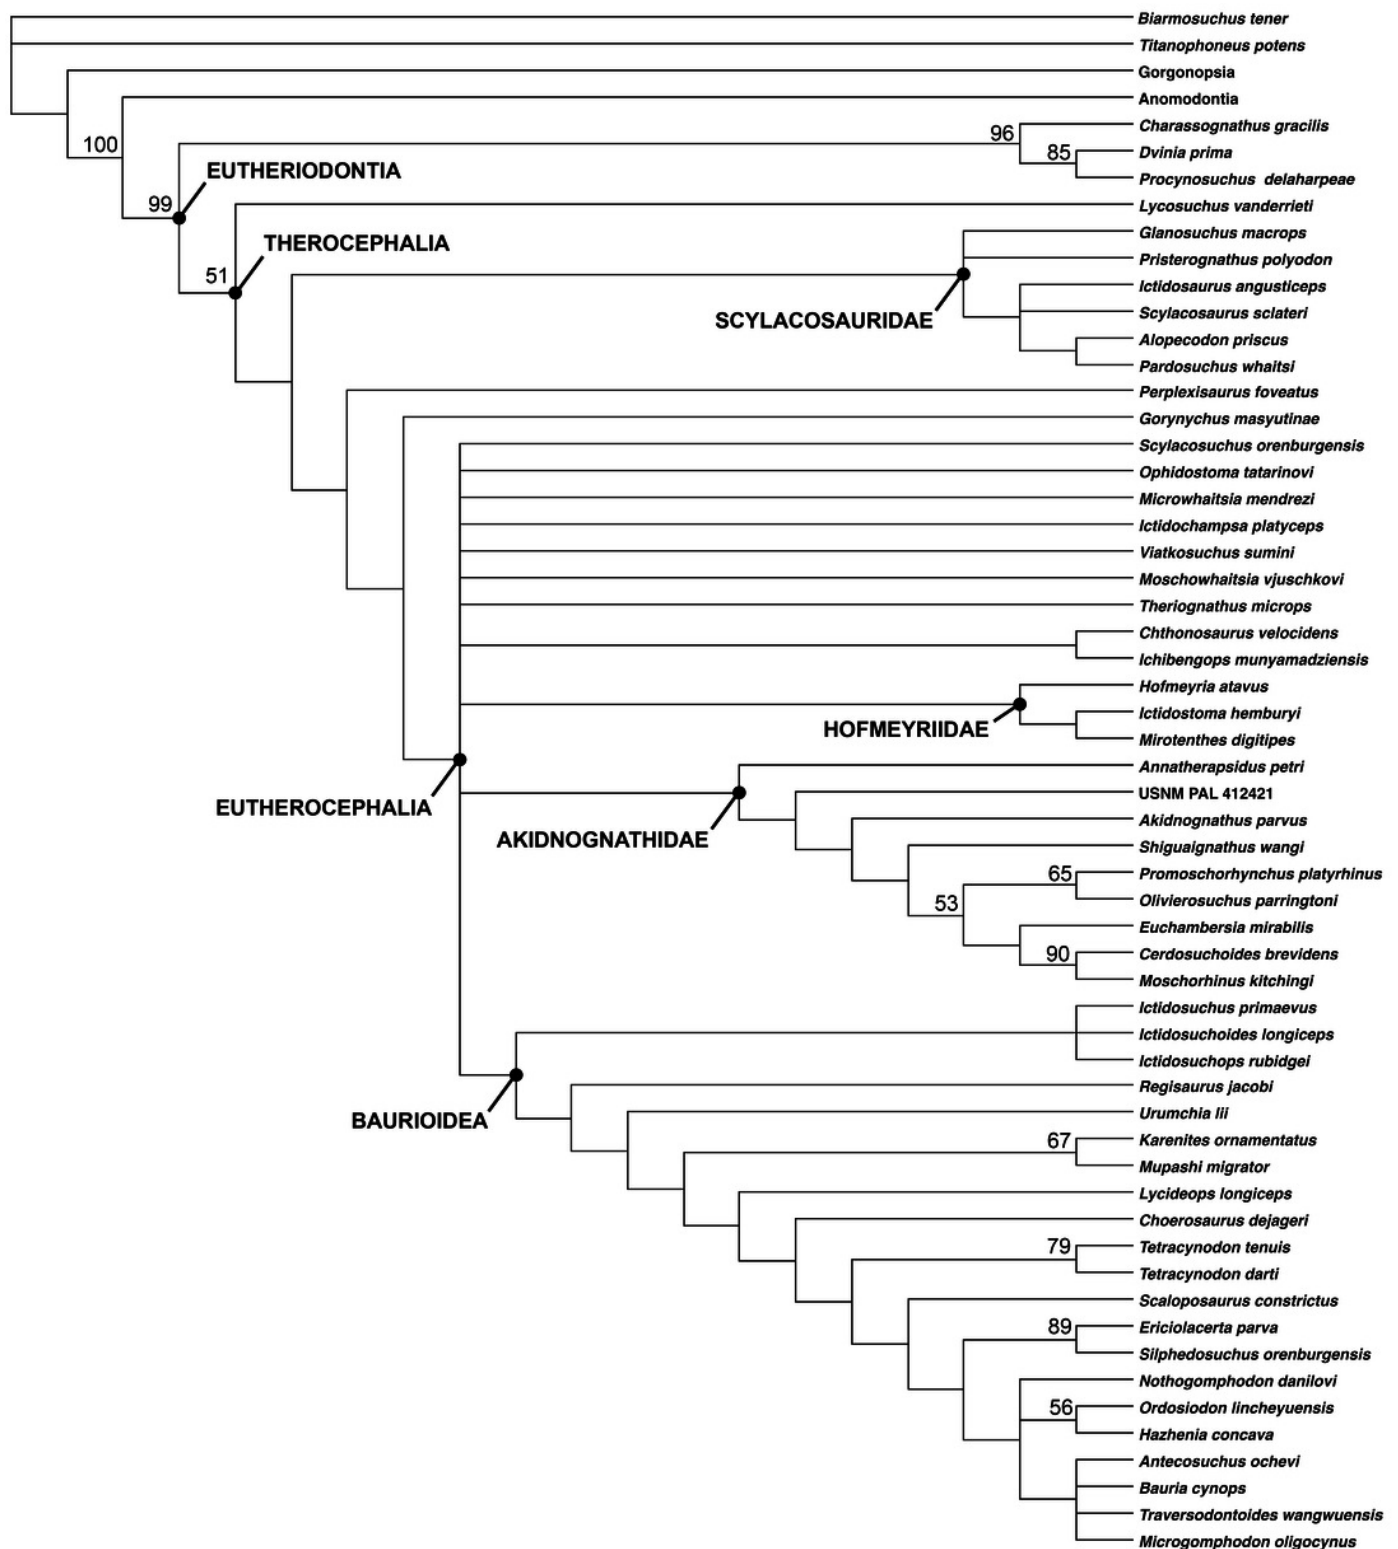 Biarmosuchus tener
Titanophoneus potens
Gorgonopsia
Anomodontia
Charassognathus gracilis
96
100
Dvinia prima
85
EUTHERIODONTIA
Procynosuchus delaharpeae
99
Lycosuchus vanderrieti
Glanosuchus macrops
THEROCEPHALIA
Pristerognathus polyodon
51
Ictidosaurus angusticeps
Scylacosaurus sclateri
SCYLACOSAURIDAE
Alopecodon priscus
Pardosuchus whaitsi
Perplexisaurus foveatus
Gorynychus masyutinae
Scylacosuchus orenburgensis
Ophidostoma tatarinovi
Microwhaitsia mendrezi
Ictidochampsa platyceps
Viatkosuchus sumini
Moschowhaitsia vjuschkovi
Theriognathus microps
Chthonosaurus velocidens
Ichibengops munyamadziensis
Hofmeyria atavus
Ictidostoma hemburyi
HOFMEYRIIDAE
Mirotenthes digitipes
Annatherapsidus petri
USNM PAL 412421
EUTHEROCEPHALIA
Akidnognathus parvus
AKIDNOGNATHIDAE
Shiguaignathus wangi
65
Promoschorhynchus platyrhinus
Olivierosuchus parringtoni
53
Euchambersia mirabilis
90
Cerdosuchoides brevidens
Moschorhinus kitchingi
Ictidosuchus primaevus
Ictidosuchoides longiceps
Ictidosuchops rubidgei
Regisaurus jacobi
Urumchia lii
BAURIOIDEA
67
Karenites ornamentatus
Mupashi migrator
Lycideops longiceps
Choerosaurus dejageri
79
Tetracynodon tenuis
Tetracynodon darti
Scaloposaurus constrictus
89
Ericiolacerta parva
Silphedosuchus orenburgensis
Nothogomphodon danilovi
56
Ordosiodon lincheyuensis
Hazhenia concava
Antecosuchus ochevi
Bauria cynops
Traversodontoides wangwuensis
Microgomphodon oligocynus